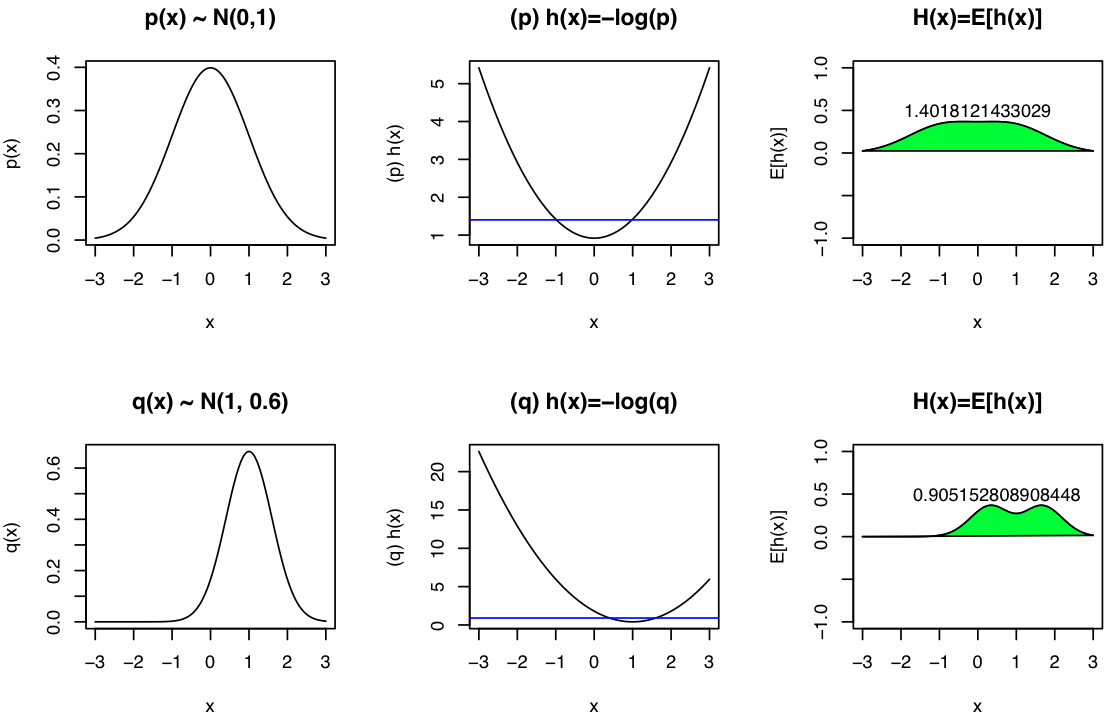 p(x) ~ N(0,1)
0.0 0.1 0.2 0.3 0.4
p(x)
−3 −2 −1 0 1 2 3
x
(p) h(x)=−log(p)
1 2 3 4 5
(p) h(x)
−3 −2 −1 0 1 2 3
x
H(x)=E[h(x)]
−1.0 0.0 0.5 1.0
E[h(x)]
1.4018121433029
−3 −2 −1 0 1 2 3
x
q(x) ~ N(1, 0.6)
0.0 0.2 0.4 0.6
q(x)
−3 −2 −1 0 1 2 3
x
(q) h(x)=−log(q)
0 5 10 15 20
(q) h(x)
−3 −2 −1 0 1 2 3
x
H(x)=E[h(x)]
−1.0 0.0 0.5 1.0
E[h(x)]
0.905152808908448
−3 −2 −1 0 1 2 3
x